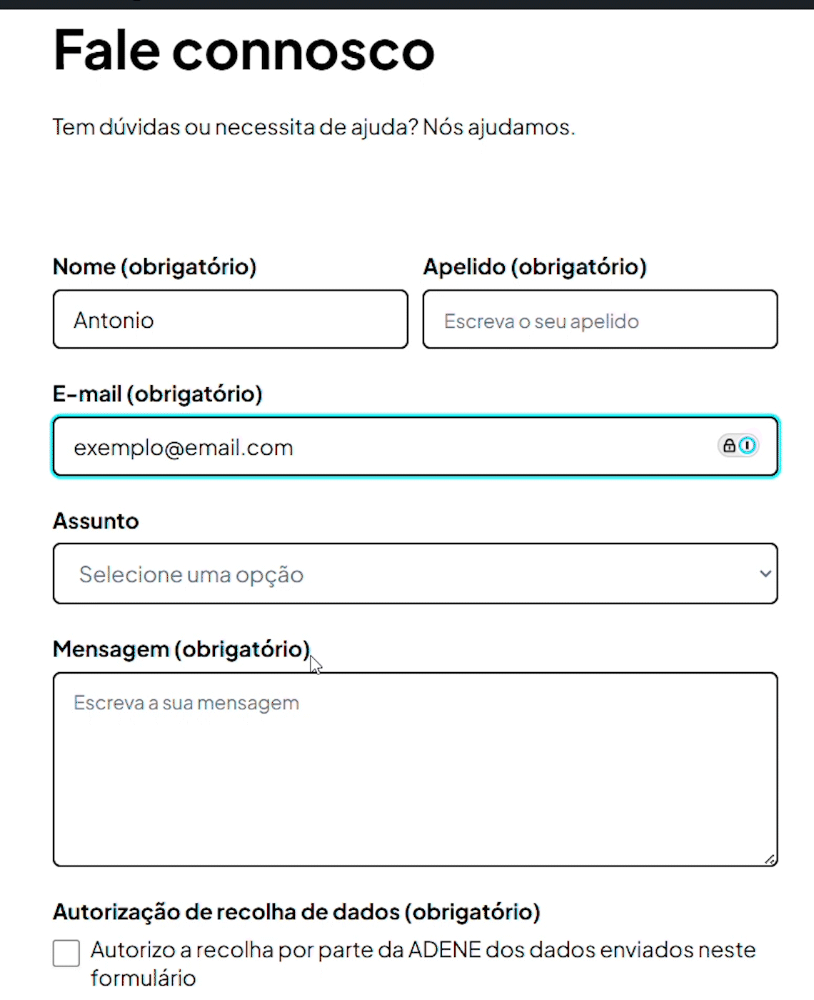 Fale connosco
Tem dúvidas ou necessita de ajuda? Nós ajudamos.
Nome (obrigatório)
Apelido (obrigatório)
Antonio
Escreva o seu apelido
E-mail (obrigatório)
exemplo@email.com
Assunto
Selecione uma opção
Mensagem (obrigatório)
Escreva a sua mensagem
Autorização de recolha de dados (obrigatório)
Autorizo a recolha por parte da ADENE dos dados enviados neste
formulário